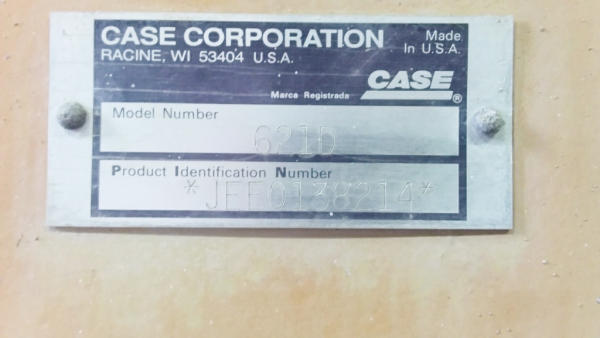 CASE CORPORATION
Made
In U.S.A.
RACINE, WI 53404 U.S.A.
CASE
®
Marca Registrada
Model Number
621D
Product Identification Number
*JEE0138214*